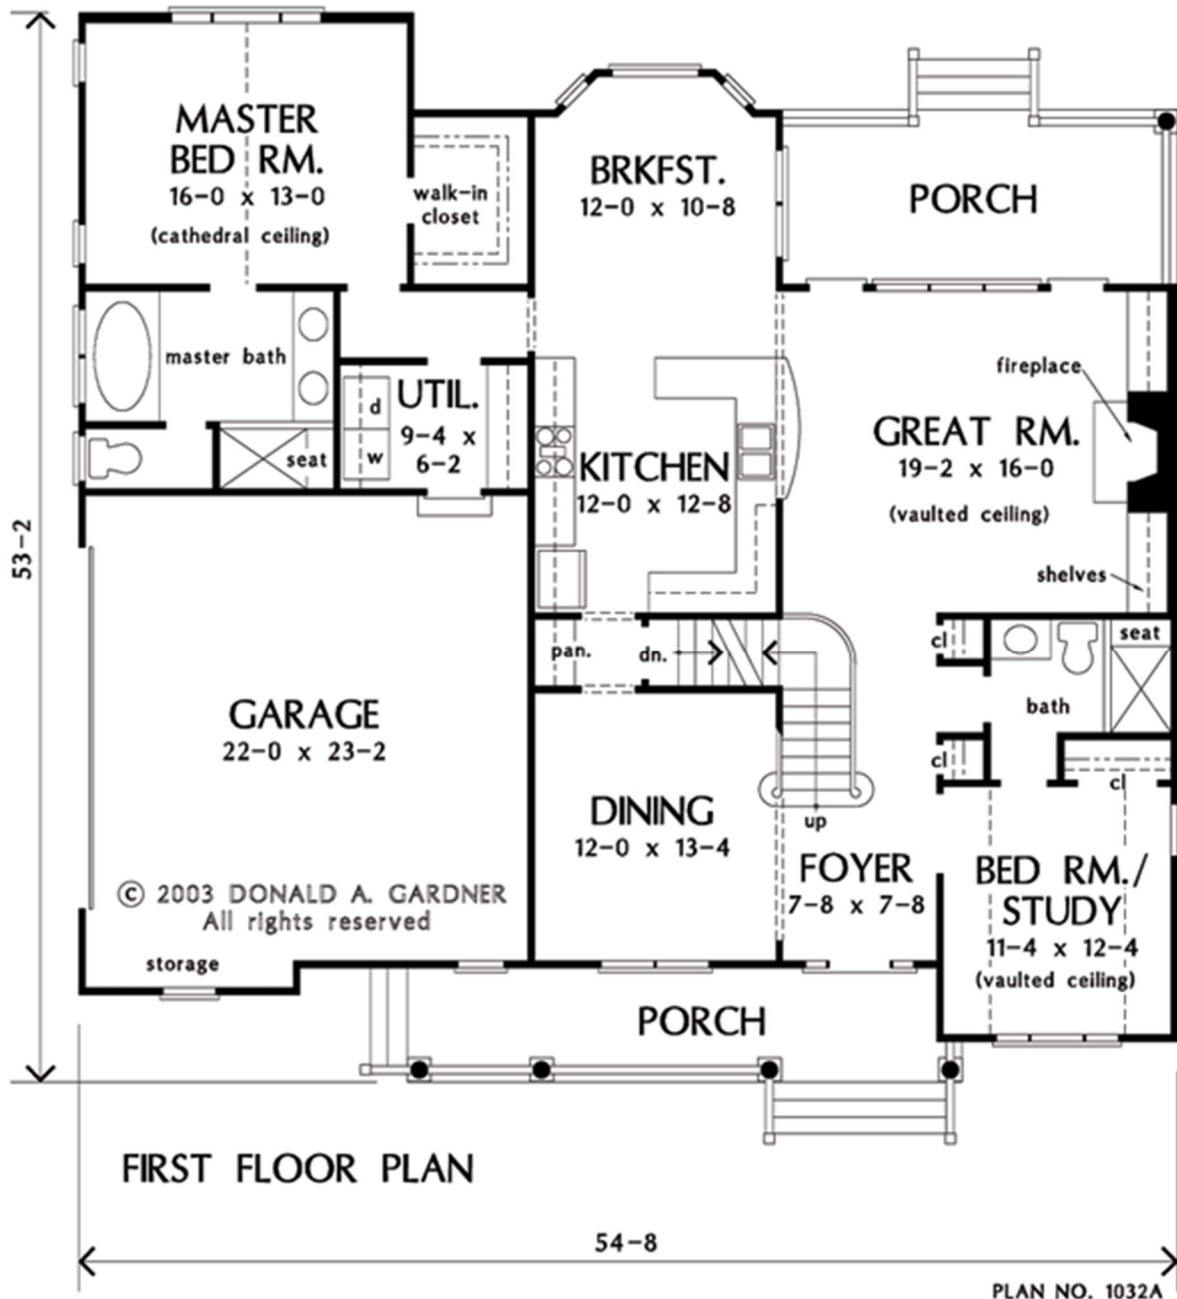 MASTER
BED RM.
16-0 x 13-0
(cathedral ceiling)
walk-in
closet
BRKFST.
12-0 x 10-8
PORCH
master bath
fireplace
d
UTIL.
9-4 x
6-2
w
seat
KITCHEN
12-0 x 12-8
GREAT RM.
19-2 x 16-0
(vaulted ceiling)
53-2
shelves
pan.
dn.
cl
seat
bath
GARAGE
22-0 x 23-2
cl
cl
DINING
12-0 x 13-4
up
FOYER
7-8 x 7-8
BED RM./
STUDY
11-4 x 12-4
(vaulted ceiling)
© 2003 DONALD A. GARDNER
All rights reserved
storage
PORCH
FIRST FLOOR PLAN
54-8
PLAN NO. 1032A